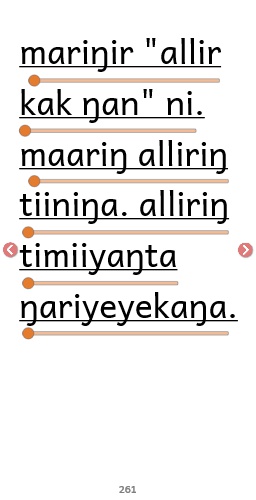 mariŋir "allir
kak ŋan" ni.
maariŋ alliriŋ
tiiniŋa. alliriŋ
timiiyaŋta
ŋariyeyekaŋa.
261